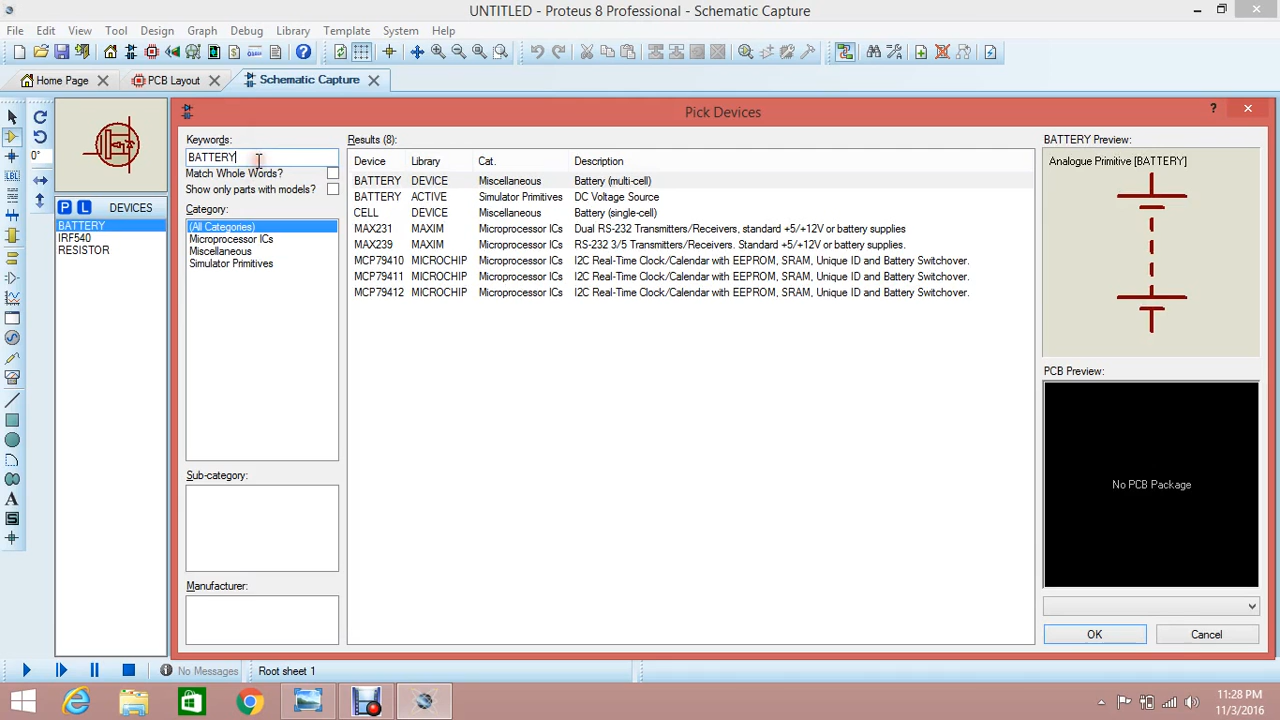 UNTITLED - Proteus 8 Professional - Schematic Capture
File Edit View Tool Design Graph Debug Library Template System Help
Home Page PCB Layout Schematic Capture
Pick Devices
Keywords:
BATTERY
Match Whole Words?
Show only parts with models?
Category:
(All Categories)
Microprocessor ICs
Miscellaneous
Simulator Primitives
Sub-category:
Manufacturer:
0°
P L DEVICES
BATTERY
IRF540
RESISTOR
Results (8):
Device Library Cat. Description
BATTERY DEVICE Miscellaneous Battery (multi-cell)
BATTERY ACTIVE Simulator Primitives DC Voltage Source
CELL DEVICE Miscellaneous Battery (single-cell)
MAX231 MAXIM Microprocessor ICs Dual RS-232 Transmitters/Receivers, standard +5/+12V or battery supplies
MAX239 MAXIM Microprocessor ICs RS-232 3/5 Transmitters/Receivers. Standard +5/+12V or battery supplies.
MCP79410 MICROCHIP Microprocessor ICs I2C Real-Time Clock/Calendar with EEPROM, SRAM, Unique ID and Battery Switchover.
MCP79411 MICROCHIP Microprocessor ICs I2C Real-Time Clock/Calendar with EEPROM, SRAM, Unique ID and Battery Switchover.
MCP79412 MICROCHIP Microprocessor ICs I2C Real-Time Clock/Calendar with EEPROM, SRAM, Unique ID and Battery Switchover.
BATTERY Preview:
Analogue Primitive [BATTERY]
PCB Preview:
No PCB Package
OK Cancel
No Messages Root sheet 1
11:28 PM
11/3/2016